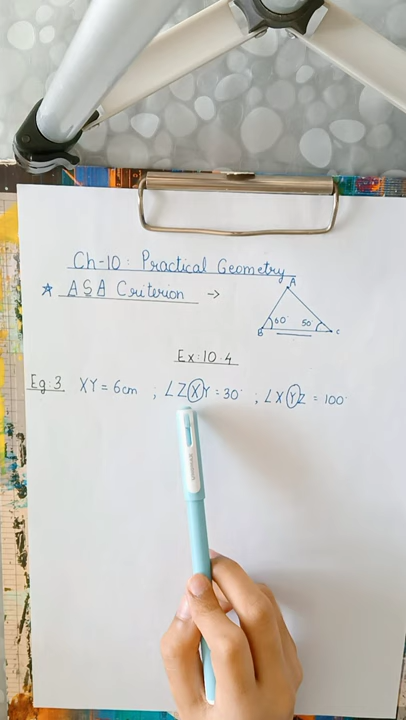 Ch-10: Practical Geometry
☆ ASA Criterion →
A
60° 50°
B C
Ex: 10.4
Eg: 3 XY = 6cm ; ∠ZXY = 30° ; ∠XYZ = 100°